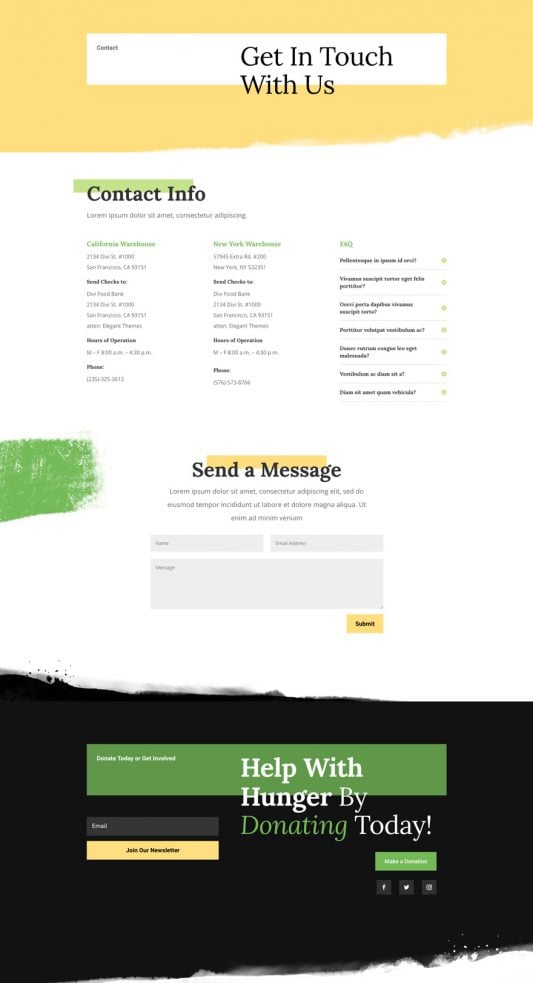 Contact
Get In Touch
With Us
Contact Info
Lorem ipsum dolor sit amet, consectetur adipiscing.
California Warehouse
2134 Divi St. #1000
San Francisco, CA 93151
Send Checks to:
Divi Food Bank
2134 Divi St. #1000
San Francisco, CA 93151
atten: Elegant Themes
Hours of Operation
M – F 8:00 a.m. – 4:30 p.m.
Phone:
(235)-325-3613
New York Warehouse
57945 Extra Rd. #200
New York, NY 532351
Send Checks to:
Divi Food Bank
2134 Divi St. #1000
San Francisco, CA 93151
atten: Elegant Themes
Hours of Operation
M – F 8:00 a.m. – 4:30 p.m.
Phone:
(576)-573-8766
FAQ
Pellentesque in ipsum id orci?
Vivamus suscipit tortor eget felis
porttitor?
Oorci porta dapibus vivamus
suscipit torto?
Porttitor volutpat vestibulum ac?
Donec rutrum congue leo eget
malesuada?
Vestibulum ac diam sit a?
Diam sit amet quam vehicula?
Send a Message
Lorem ipsum dolor sit amet, consectetur adipiscing elit, sed do
eiusmod tempor incididunt ut labore et dolore magna aliqua. Ut
enim ad minim veniam
Name
Email Address
Message
Submit
Donate Today or Get Involved
Help With
Hunger By
Donating Today!
Email
Join Our Newsletter
Make a Donation